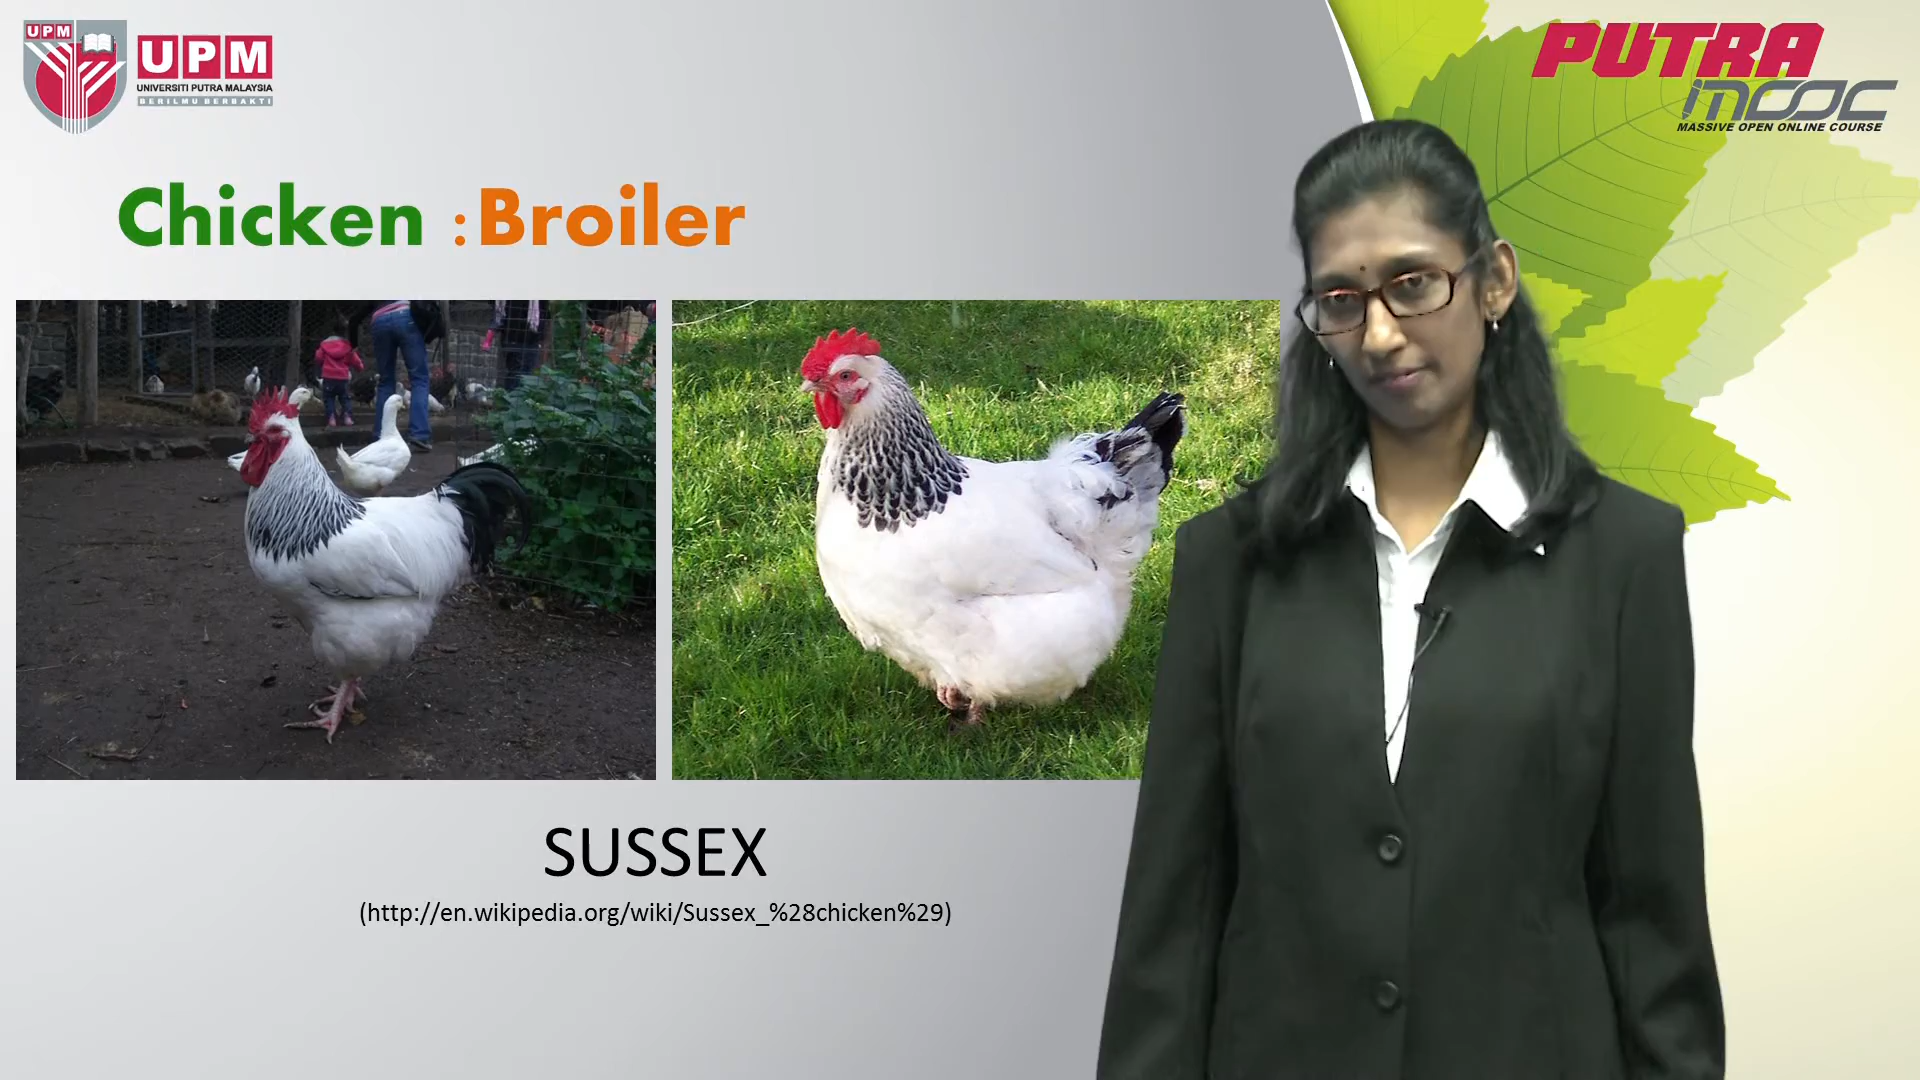 UPM
UPM
UNIVERSITI PUTRA MALAYSIA
BERILMU BERBAKTI
PUTRA
mooc
MASSIVE OPEN ONLINE COURSE
Chicken : Broiler
SUSSEX
(http://en.wikipedia.org/wiki/Sussex_%28chicken%29)